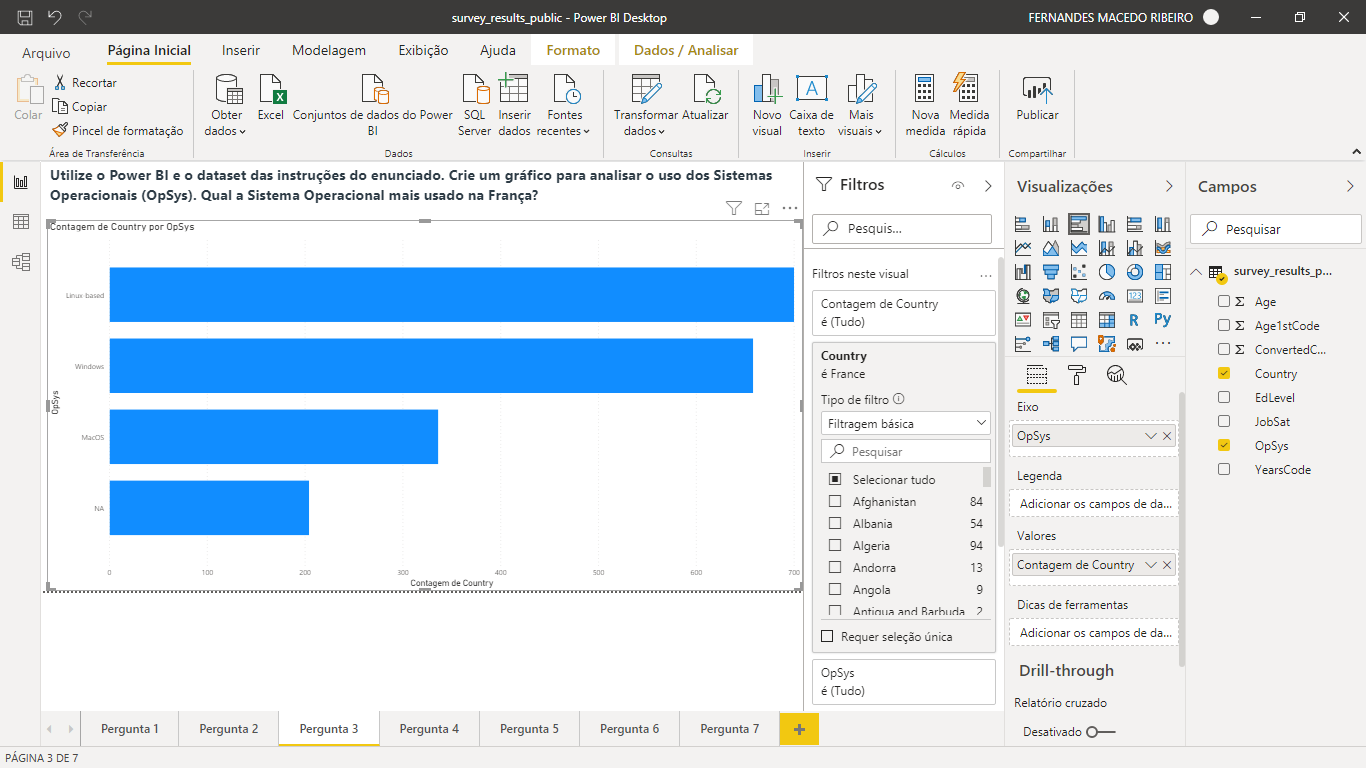 survey_results_public - Power BI Desktop
FERNANDES MACEDO RIBEIRO
Arquivo
Página Inicial
Inserir
Modelagem
Exibição
Ajuda
Formato
Dados / Analisar
Colar
Recortar
Copiar
Pincel de formatação
Área de Transferência
Obter
dados
Excel
Conjuntos de dados do Power
BI
SQL
Server
Inserir
dados
Fontes
recentes
Dados
Transformar
dados
Atualizar
Consultas
Novo
visual
Caixa de
texto
Mais
visuais
Inserir
Nova
medida
Medida
rápida
Cálculos
Publicar
Compartilhar
Utilize o Power BI e o dataset das instruções do enunciado. Crie um gráfico para analisar o uso dos Sistemas
Operacionais (OpSys). Qual a Sistema Operacional mais usado na França?
Contagem de Country por OpSys
OpSys
Linux based
Windows
MacOS
NA
0 100 200 300 400 500 600 700
Contagem de Country
Filtros
Pesquis...
Filtros neste visual
Contagem de Country
é (Tudo)
Country
é France
Tipo de filtro
Filtragem básica
Pesquisar
Selecionar tudo
Afghanistan 84
Albania 54
Algeria 94
Andorra 13
Angola 9
Antigua and Barbuda 2
Requer seleção única
OpSys
é (Tudo)
Visualizações
R
Py
123
Eixo
OpSys
Legenda
Adicionar os campos de da...
Valores
Contagem de Country
Dicas de ferramentas
Adicionar os campos de da...
Drill-through
Relatório cruzado
Desativado
Campos
Pesquisar
survey_results_p...
Σ Age
Σ Age1stCode
Σ ConvertedC...
Country
EdLevel
JobSat
OpSys
YearsCode
Pergunta 1
Pergunta 2
Pergunta 3
Pergunta 4
Pergunta 5
Pergunta 6
Pergunta 7
PÁGINA 3 DE 7